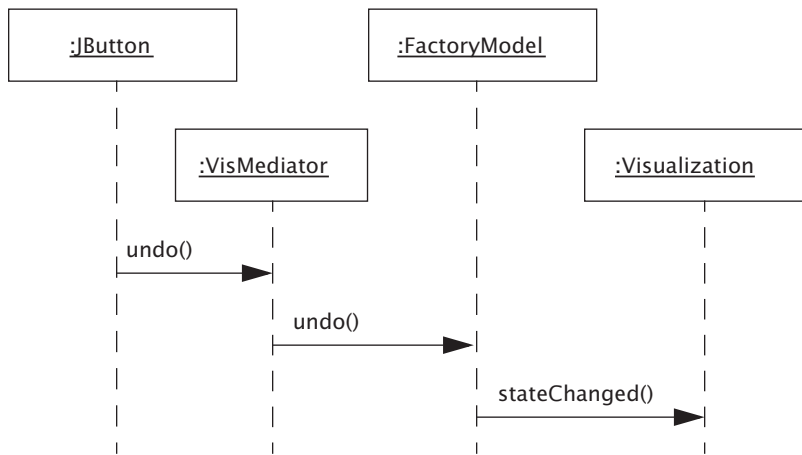 :JButton
:FactoryModel
:VisMediator
:Visualization
undo()
undo()
stateChanged()